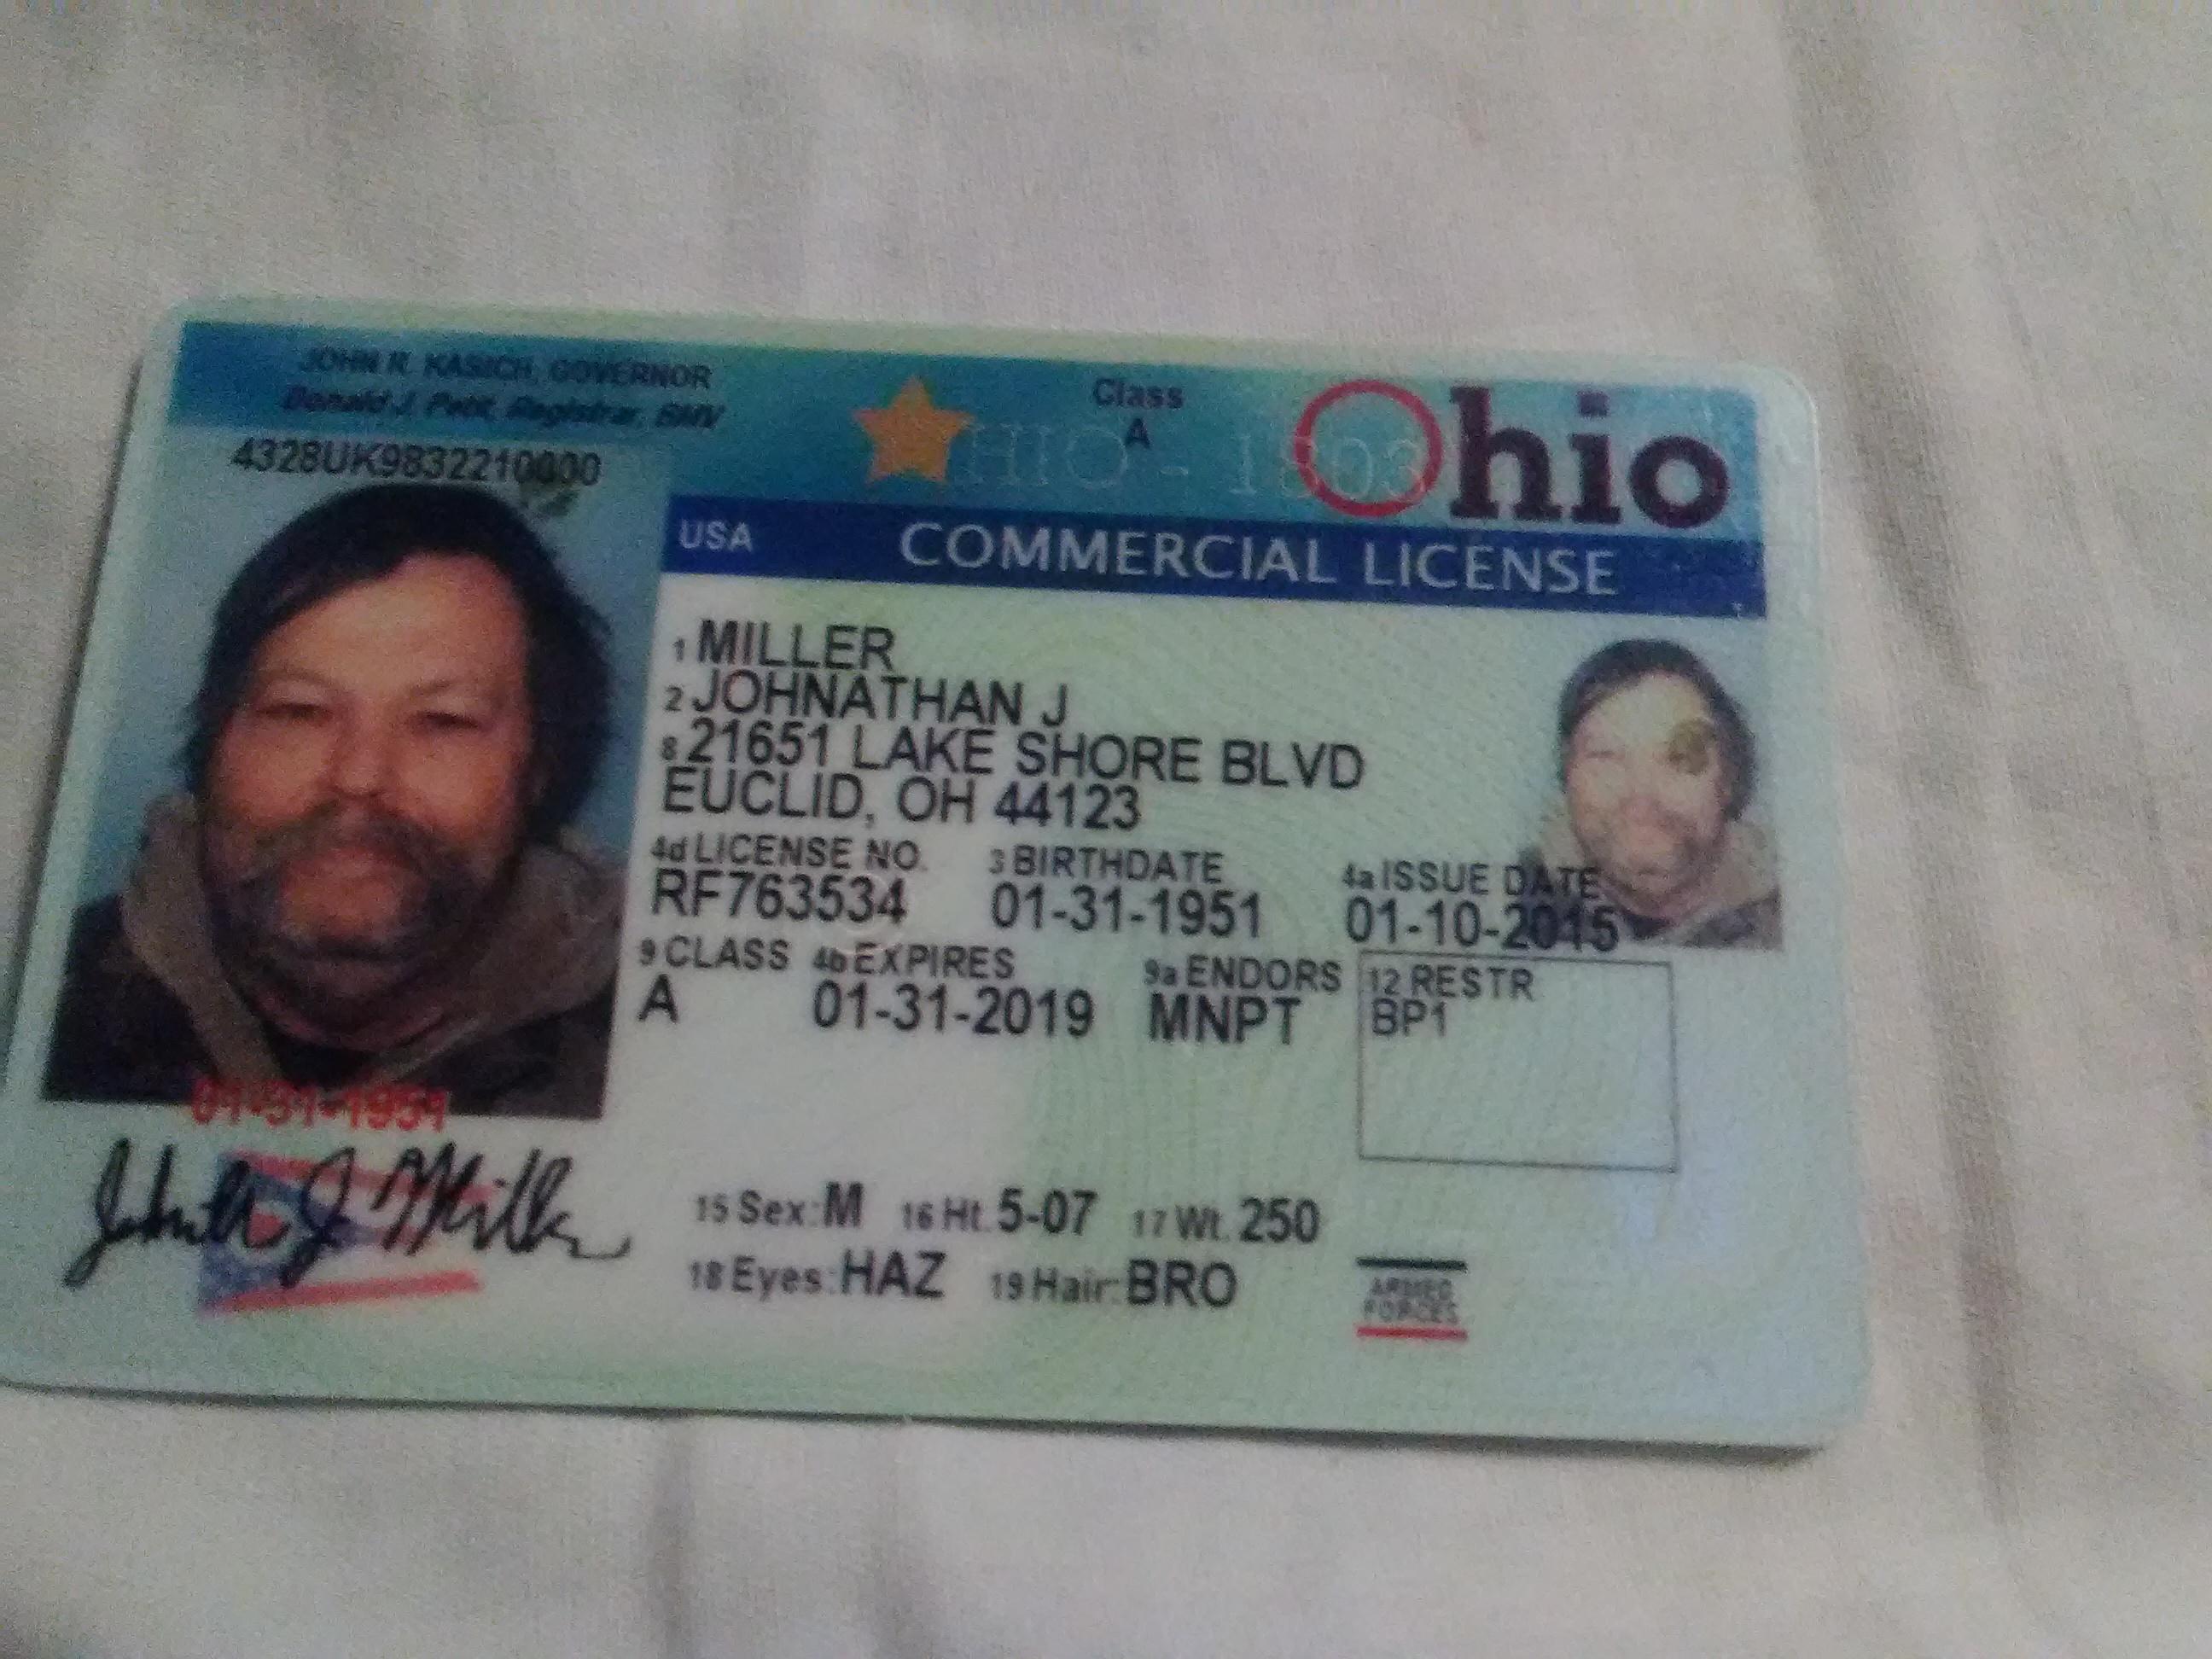 JOHN R. KASICH, GOVERNOR
Donald J. Petit, Registrar, BMV
4328UK9832210000
Class
A
OHIO - 1803
Ohio
USA COMMERCIAL LICENSE
1 MILLER
2 JOHNATHAN J
8 21651 LAKE SHORE BLVD
EUCLID, OH 44123
4d LICENSE NO. 3 BIRTHDATE 4a ISSUE DATE
RF763534 01-31-1951 01-10-2015
9 CLASS 4b EXPIRES 9a ENDORS 12 RESTR
A 01-31-2019 MNPT BP1
01-31-1951
J Miller
15 Sex: M 16 Ht. 5-07 17 Wt. 250
18 Eyes: HAZ 19 Hair: BRO
ARMED
FORCES